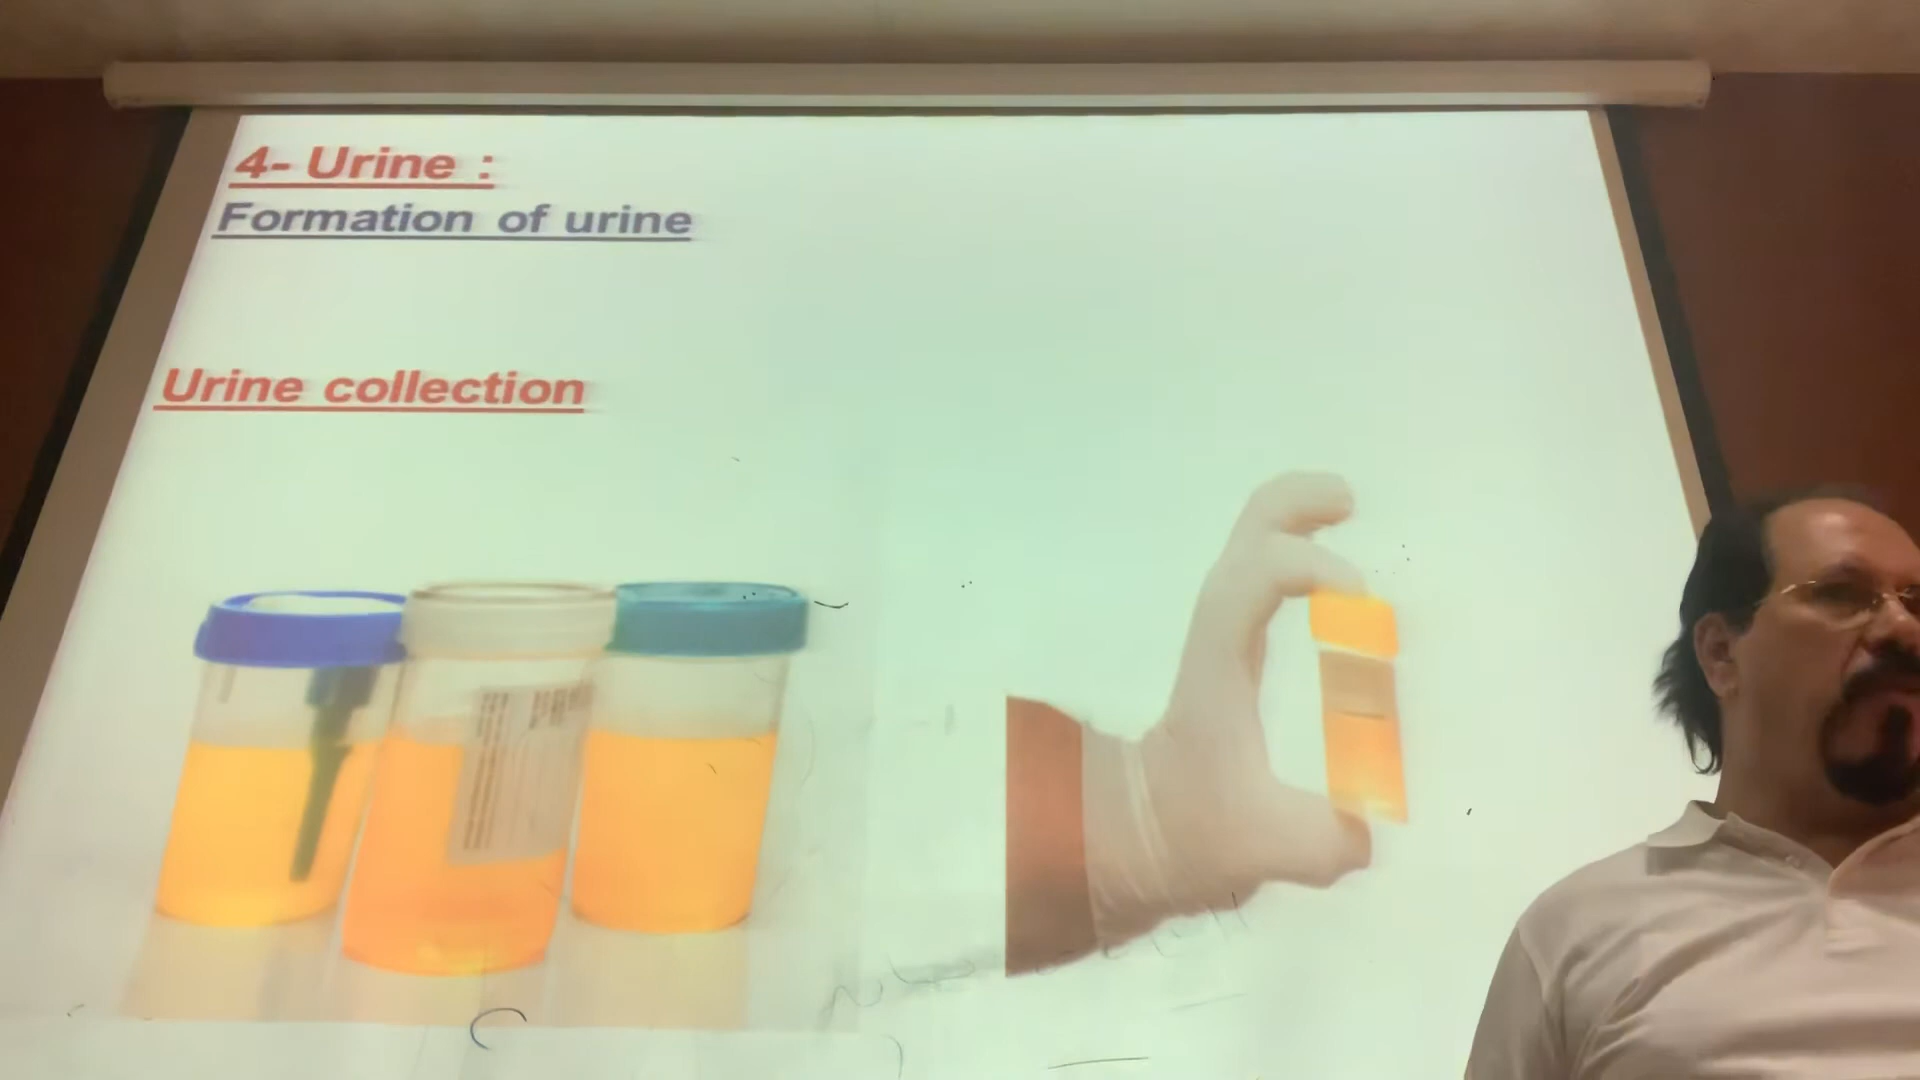 4- Urine :
Formation of urine
Urine collection